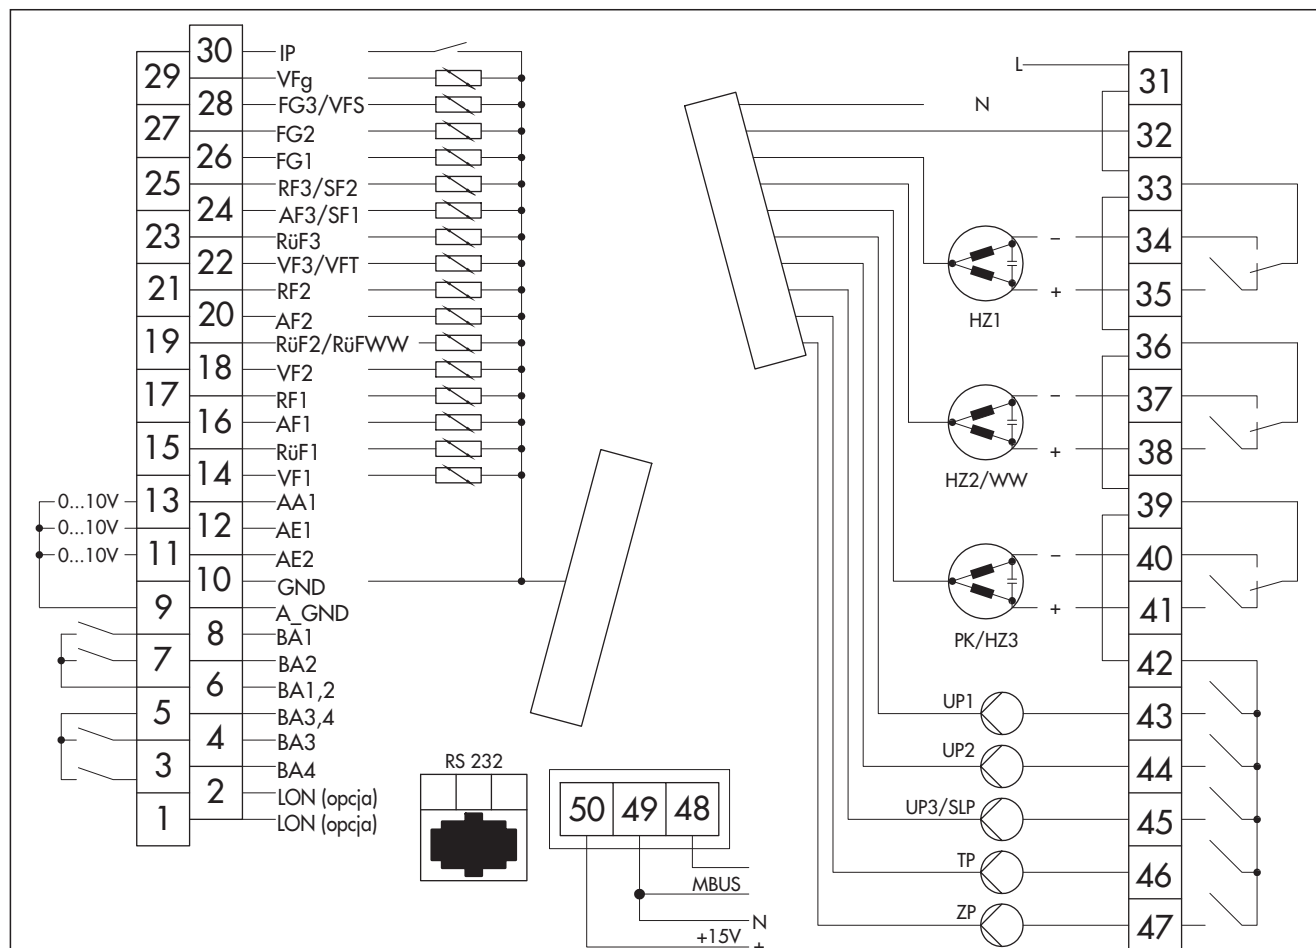 30 IP
29 VFg
28 FG3/VFS
27 FG2
26 FG1
25 RF3/SF2
24 AF3/SF1
23 RüF3
22 VF3/VFT
21 RF2
20 AF2
19 RüF2/RüFWW
18 VF2
17 RF1
16 AF1
15 RüF1
14 VF1
0...10V 13 AA1
0...10V 12 AE1
0...10V 11 AE2
10 GND
9 A_GND
8 BA1
7 BA2
6 BA1,2
5 BA3,4
4 BA3
3 BA4
2 LON (opcja)
1 LON (opcja)
RS 232
50 49 48
MBUS
N
+15V +
L 31
N
32
33
− 34
+ 35
HZ1
36
− 37
+ 38
HZ2/WW
39
− 40
+ 41
PK/HZ3
42
UP1 43
UP2 44
UP3/SLP 45
TP 46
ZP 47